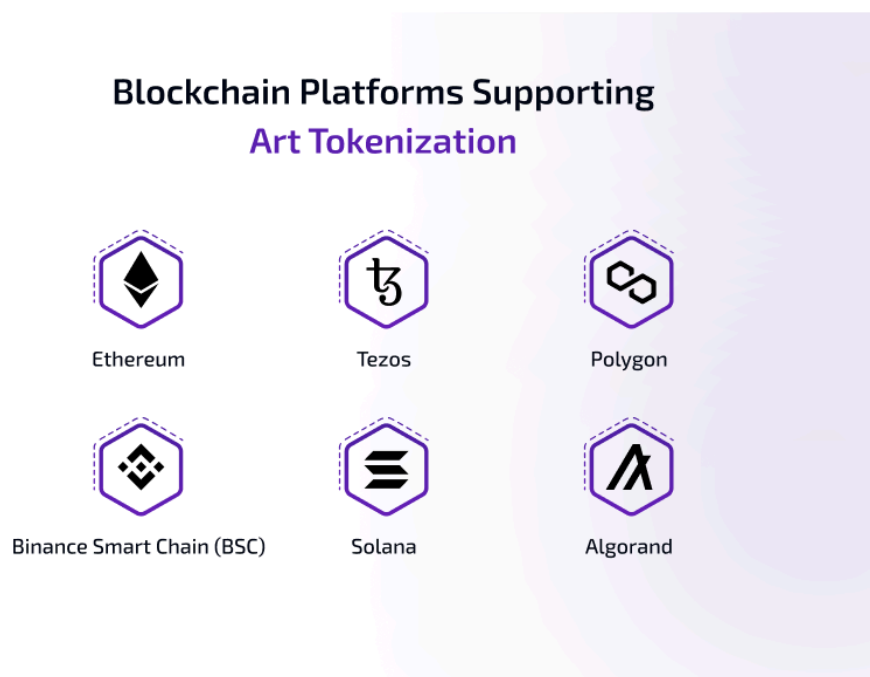 Blockchain Platforms Supporting
Art Tokenization
Ethereum
Tezos
Polygon
Binance Smart Chain (BSC)
Solana
Algorand